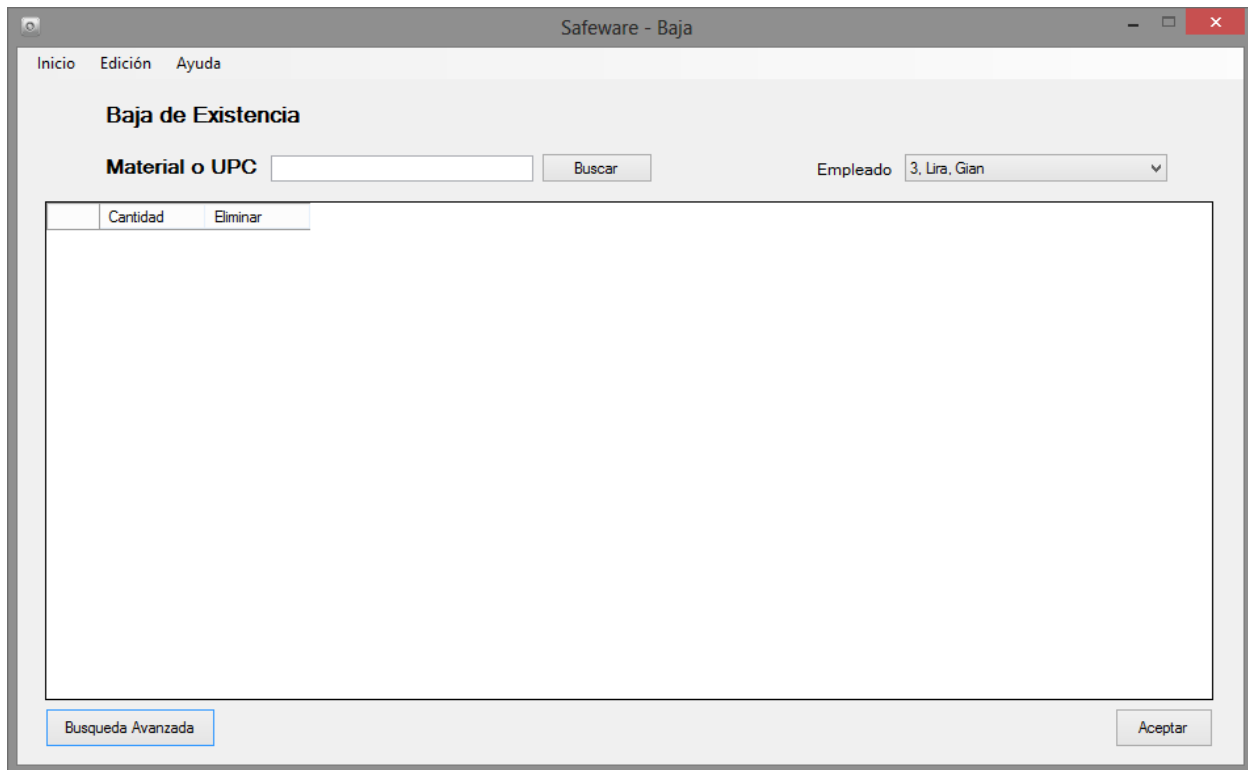 Safeware - Baja
Inicio Edición Ayuda
Baja de Existencia
Material o UPC Buscar Empleado 3, Lira, Gian
Cantidad Eliminar
Busqueda Avanzada Aceptar